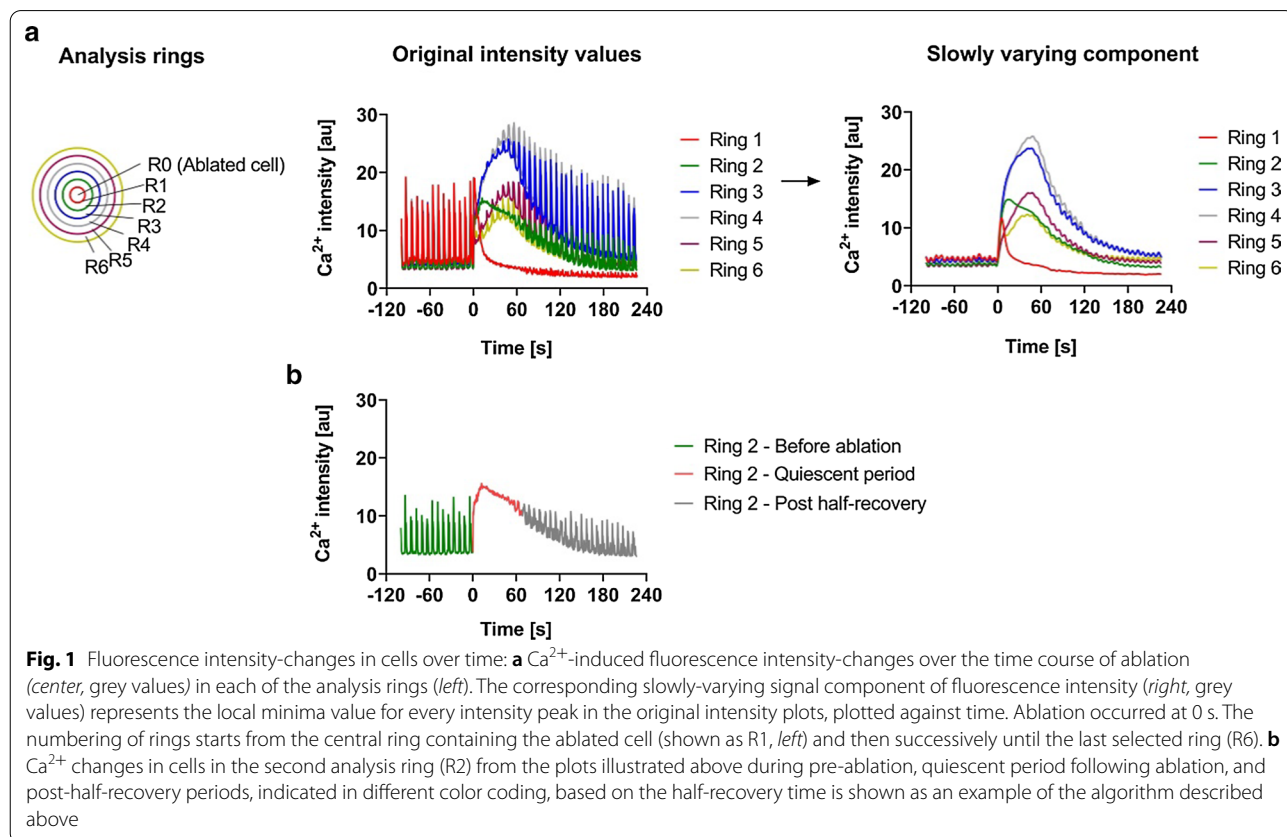 a
Analysis rings
Original intensity values
Slowly varying component
R0 (Ablated cell)
R1
R2
R3
R4
R5
R6
Ca2+ intensity [au]
30
20
10
0
-120 -60 0 60 120 180 240
Time [s]
Ring 1
Ring 2
Ring 3
Ring 4
Ring 5
Ring 6
Ca2+ intensity [au]
30
20
10
0
-120 -60 0 60 120 180 240
Time [s]
Ring 1
Ring 2
Ring 3
Ring 4
Ring 5
Ring 6
b
Ca2+ intensity [au]
30
20
10
0
-120 -60 0 60 120 180 240
Time [s]
Ring 2 - Before ablation
Ring 2 - Quiescent period
Ring 2 - Post half-recovery
Fig. 1 Fluorescence intensity-changes in cells over time: a Ca2+-induced fluorescence intensity-changes over the time course of ablation
(center, grey values) in each of the analysis rings (left). The corresponding slowly-varying signal component of fluorescence intensity (right, grey
values) represents the local minima value for every intensity peak in the original intensity plots, plotted against time. Ablation occurred at 0 s. The
numbering of rings starts from the central ring containing the ablated cell (shown as R1, left) and then successively until the last selected ring (R6). b
Ca2+ changes in cells in the second analysis ring (R2) from the plots illustrated above during pre-ablation, quiescent period following ablation, and
post-half-recovery periods, indicated in different color coding, based on the half-recovery time is shown as an example of the algorithm described
above